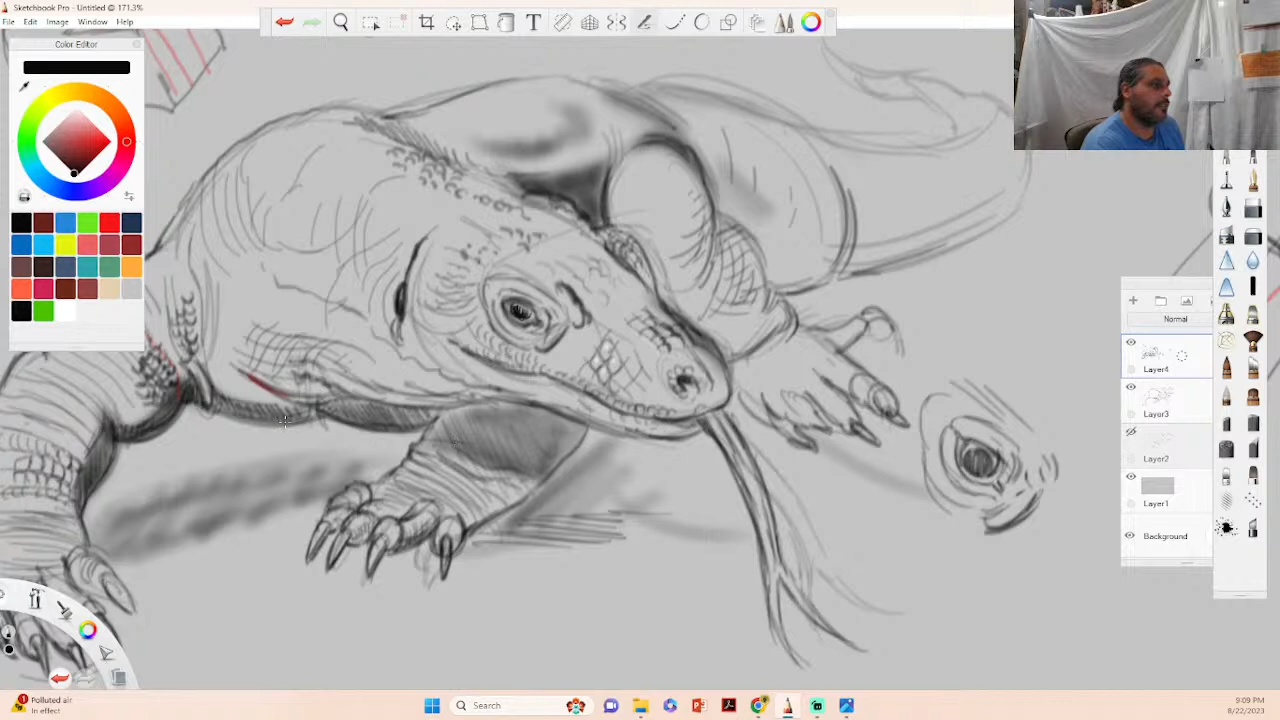 Sketchbook Pro - Untitled @ 171.3%
File Edit Image Window Help
Color Editor
T
Normal
Layer4
Layer3
Layer2
Layer1
Background
1
Polluted air
In effect
Search
9:09 PM
8/22/2023